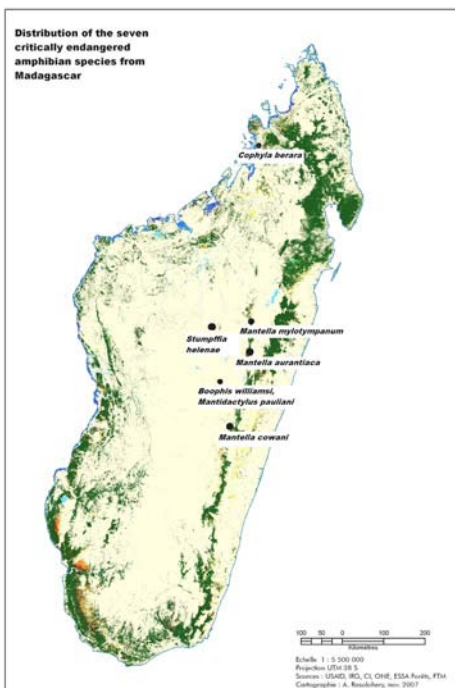 Distribution of the seven
critically endangered
amphibian species from
Madagascar
Cophyla berara
Mantella mylotympanum
Stumpffia
helenae
Mantella aurantiaca
Boophis williamsi,
Mantidactylus pauliani
Mantella cowani
100 50 0 100 200
Kilomètres
Echelle 1 : 5 500 000
Projection UTM 38 S
Sources : USAID, IRG, CI, ONE, ESSA Forêts, FTM
Cartographie : A. Rasolohery, nov. 2007